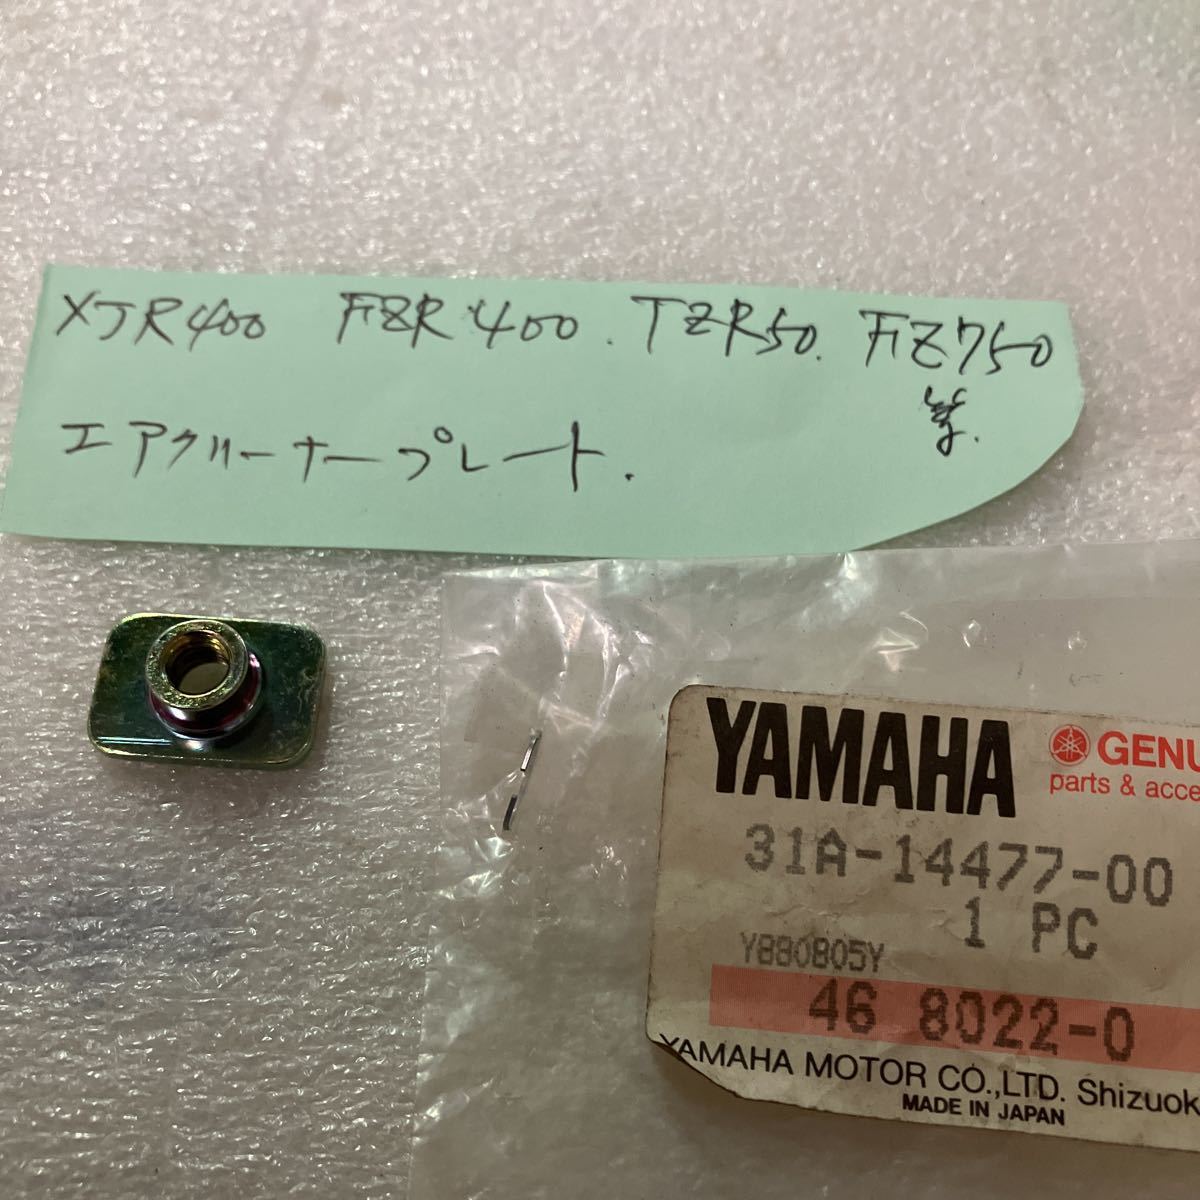 XJR400 FZR400. TZR50. FZ750
等.
エアクリーナープレート.
YAMAHA GENU
parts & acce
31A-14477-00
1 PC
Y880805Y
46 8022-0
YAMAHA MOTOR CO.,LTD. Shizuok
MADE IN JAPAN